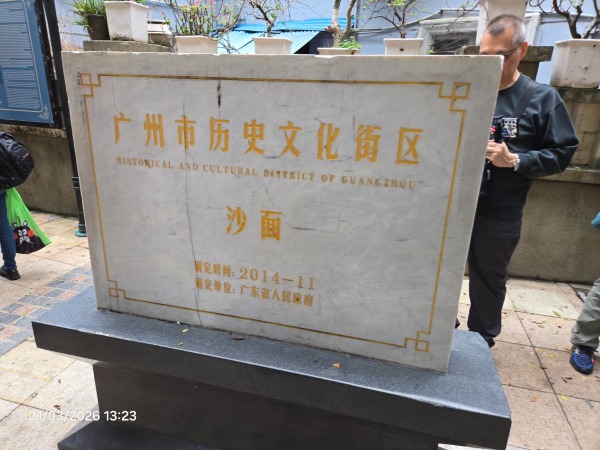 广州市历史文化街区
HISTORICAL AND CULTURAL DISTRICT OF GUANGZHOU
沙面
确定时间：2014—11
确定单位：广东省人民政府
01/03/2026 13:23